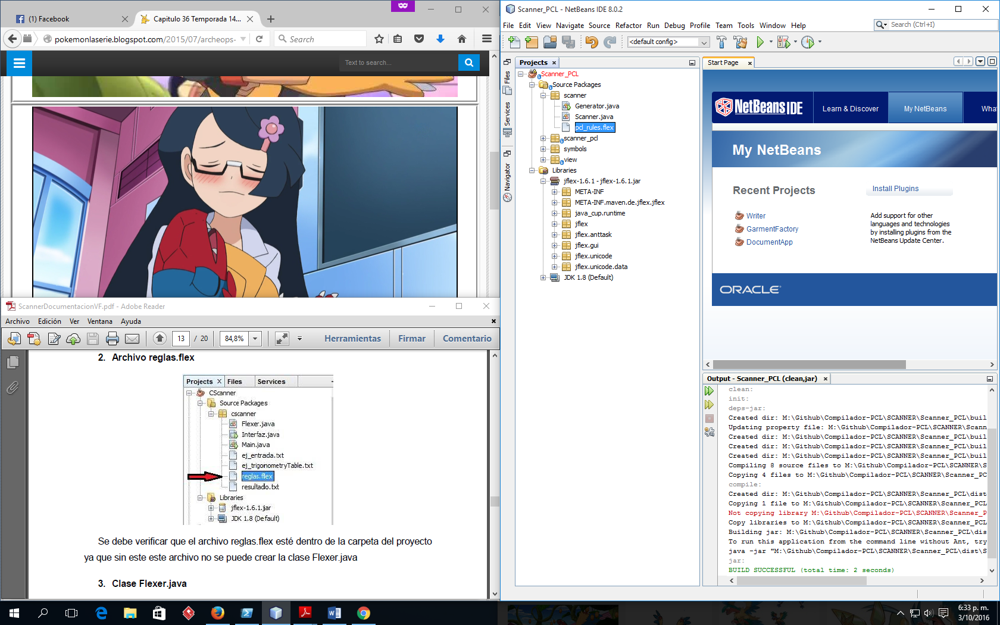 (1) Facebook
Capitulo 36 Temporada 14...
pokemonlaserie.blogspot.com/2015/07/archeops-
Search
Text to search...
ScannerDocumentacionVF.pdf - Adobe Reader
Archivo Edición Ver Ventana Ayuda
13 / 20 84,8% Herramientas Firmar Comentario
2. Archivo reglas.flex
Projects X Files Services
CScanner
Source Packages
cscanner
Flexer.java
Interfaz.java
Main.java
ej_entrada.txt
ej_trigonometryTable.txt
reglas.flex
resultado.txt
Libraries
jflex-1.6.1.jar
JDK 1.8 (Default)
Se debe verificar que el archivo reglas.flex esté dentro de la carpeta del proyecto
ya que sin este este archivo no se puede crear la clase Flexer.java
3. Clase Flexer.java
Scanner_PCL - NetBeans IDE 8.0.2
File Edit View Navigate Source Refactor Run Debug Profile Team Tools Window Help
Search (Ctrl+I)
<default config>
Files
Services
Navigator
Projects
Scanner_PCL
Source Packages
scanner
Generator.java
Scanner.java
pcl_rules.flex
scanner_pcl
symbols
view
Libraries
jflex-1.6.1 - jflex-1.6.1.jar
META-INF
META-INF.maven.de.jflex.jflex
java_cup.runtime
jflex
jflex.anttask
jflex.gui
jflex.unicode
jflex.unicode.data
JDK 1.8 (Default)
Start Page
NetBeans IDE
Learn & Discover
My NetBeans
What
My NetBeans
Recent Projects
Writer
GarmentFactory
DocumentApp
Install Plugins
Add support for other
languages and technologies
by installing plugins from the
NetBeans Update Center.
ORACLE
Output - Scanner_PCL (clean,jar)
clean:
init:
deps-jar:
Created dir: M:\Github\Compilador-PCL\SCANNER\Scanner_PCL\buil
Updating property file: M:\Github\Compilador-PCL\SCANNER\Scann
Created dir: M:\Github\Compilador-PCL\SCANNER\Scanner_PCL\buil
Created dir: M:\Github\Compilador-PCL\SCANNER\Scanner_PCL\buil
Created dir: M:\Github\Compilador-PCL\SCANNER\Scanner_PCL\buil
Compiling 8 source files to M:\Github\Compilador-PCL\SCANNER\S
Copying 4 files to M:\Github\Compilador-PCL\SCANNER\Scanner_PC
compile:
Created dir: M:\Github\Compilador-PCL\SCANNER\Scanner_PCL\dist
Copying 1 file to M:\Github\Compilador-PCL\SCANNER\Scanner_PCL
Not copying library M:\Github\Compilador-PCL\SCANNER\Scanner_P
Copy libraries to M:\Github\Compilador-PCL\SCANNER\Scanner_PCL
Building jar: M:\Github\Compilador-PCL\SCANNER\Scanner_PCL\dis
To run this application from the command line without Ant, try
java -jar "M:\Github\Compilador-PCL\SCANNER\Scanner_PCL\dist\S
jar:
BUILD SUCCESSFUL (total time: 2 seconds)
6:33 p. m.
3/10/2016